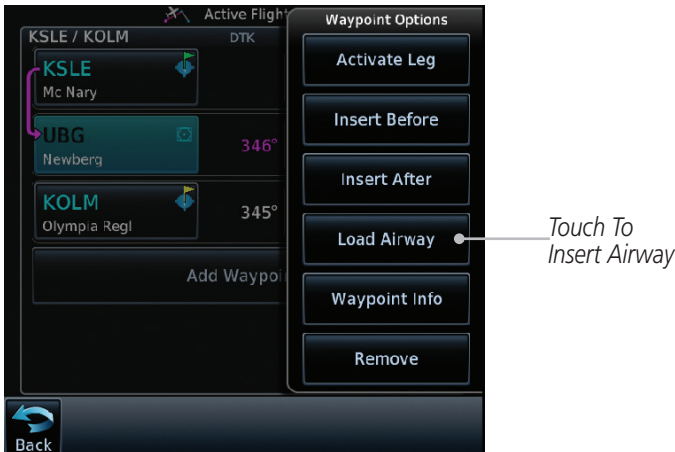 Active Flight
KSLE / KOLM
DTK
KSLE
Mc Nary
UBG
Newberg
346°
KOLM
Olympia Regl
345°
Add Waypoi
Waypoint Options
Activate Leg
Insert Before
Insert After
Load Airway
Waypoint Info
Remove
Touch To
Insert Airway
Back